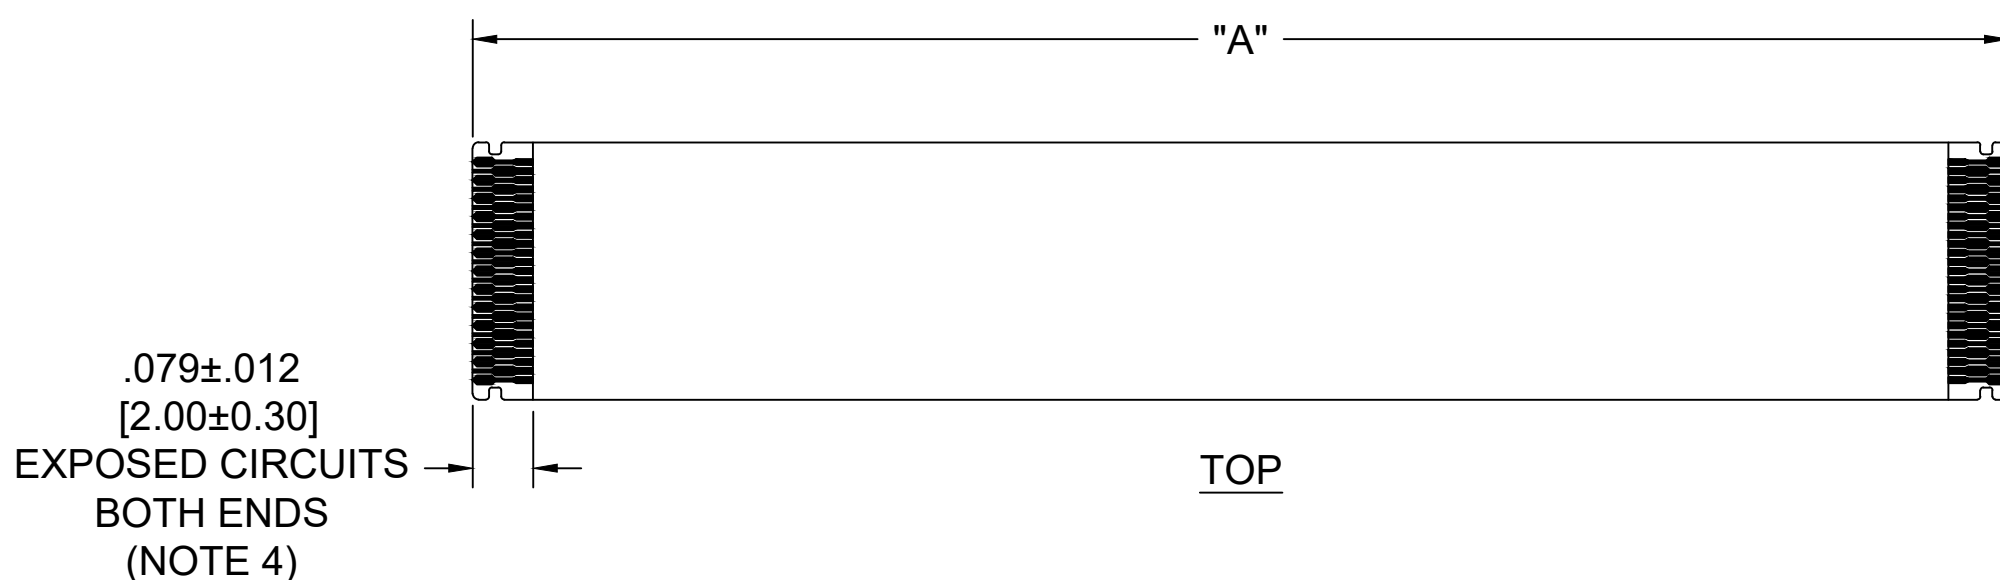 "A"
.079±.012
[2.00±0.30]
EXPOSED CIRCUITS
BOTH ENDS
(NOTE 4)
TOP